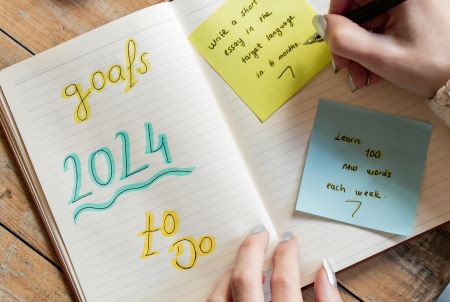 goals
2024
to
Do
Write a short
essay in the
target language
in 6 months.
Learn 100
new words
each week.